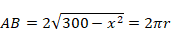 AB = 2√(300 − x²) = 2πr